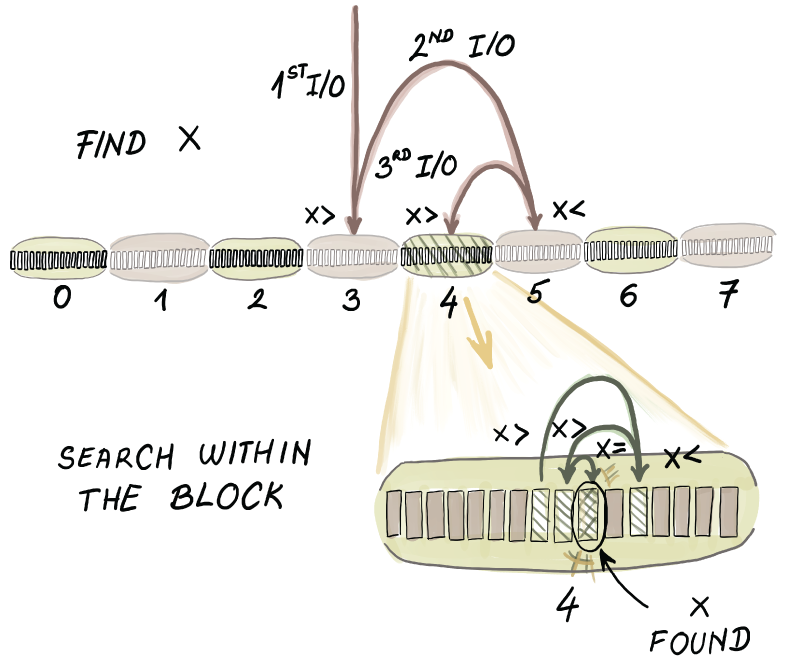 2ND I/O
1ST I/O
FIND X
3RD I/O
X> X> X<
0 1 2 3 4 5 6 7
X> X> X= X<
SEARCH WITHIN
THE BLOCK
4
X
FOUND